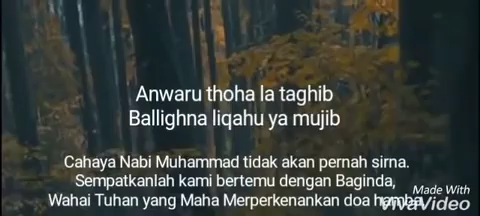 Anwaru thoha la taghib
Ballighna liqahu ya mujib
Cahaya Nabi Muhammad tidak akan pernah sirna.
Sempatkanlah kami bertemu dengan Baginda,
Wahai Tuhan yang Maha Merperkenankan doa hamba
Made With
VivaVideo